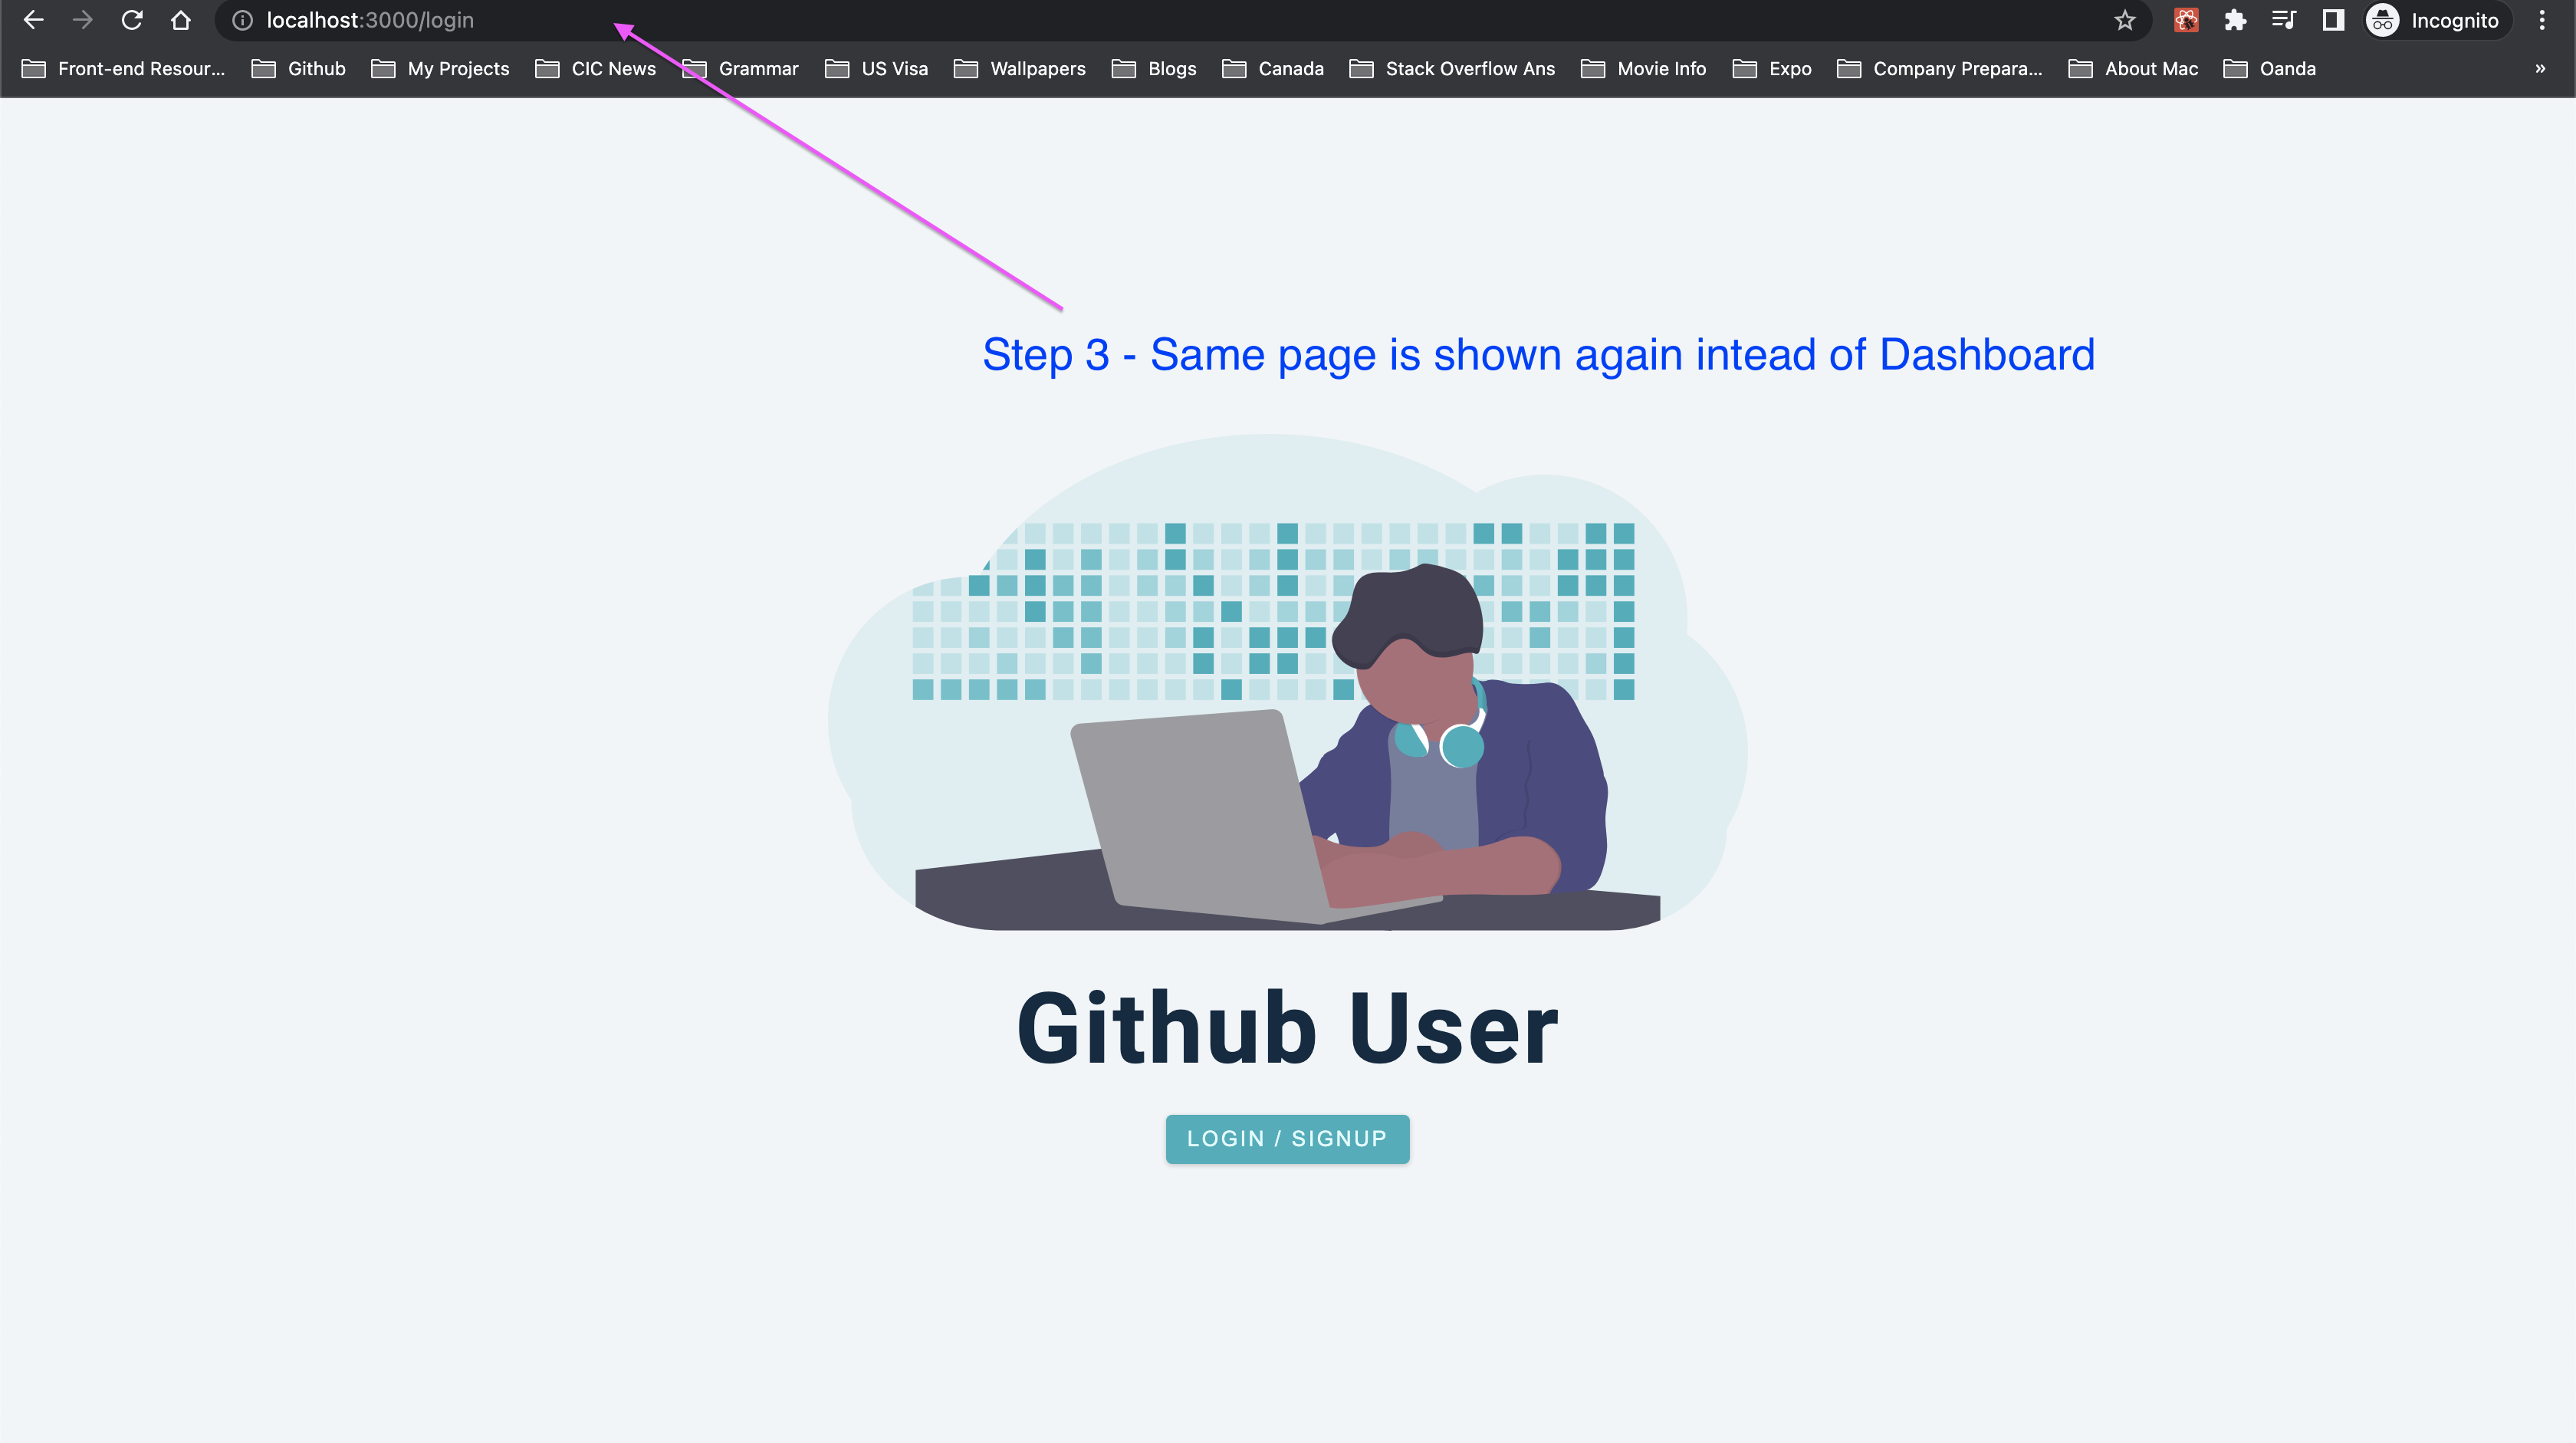 localhost:3000/login
Incognito
Front-end Resour... Github My Projects CIC News Grammar US Visa Wallpapers Blogs Canada Stack Overflow Ans Movie Info Expo Company Prepara... About Mac Oanda »
Step 3 - Same page is shown again intead of Dashboard
Github User
LOGIN / SIGNUP